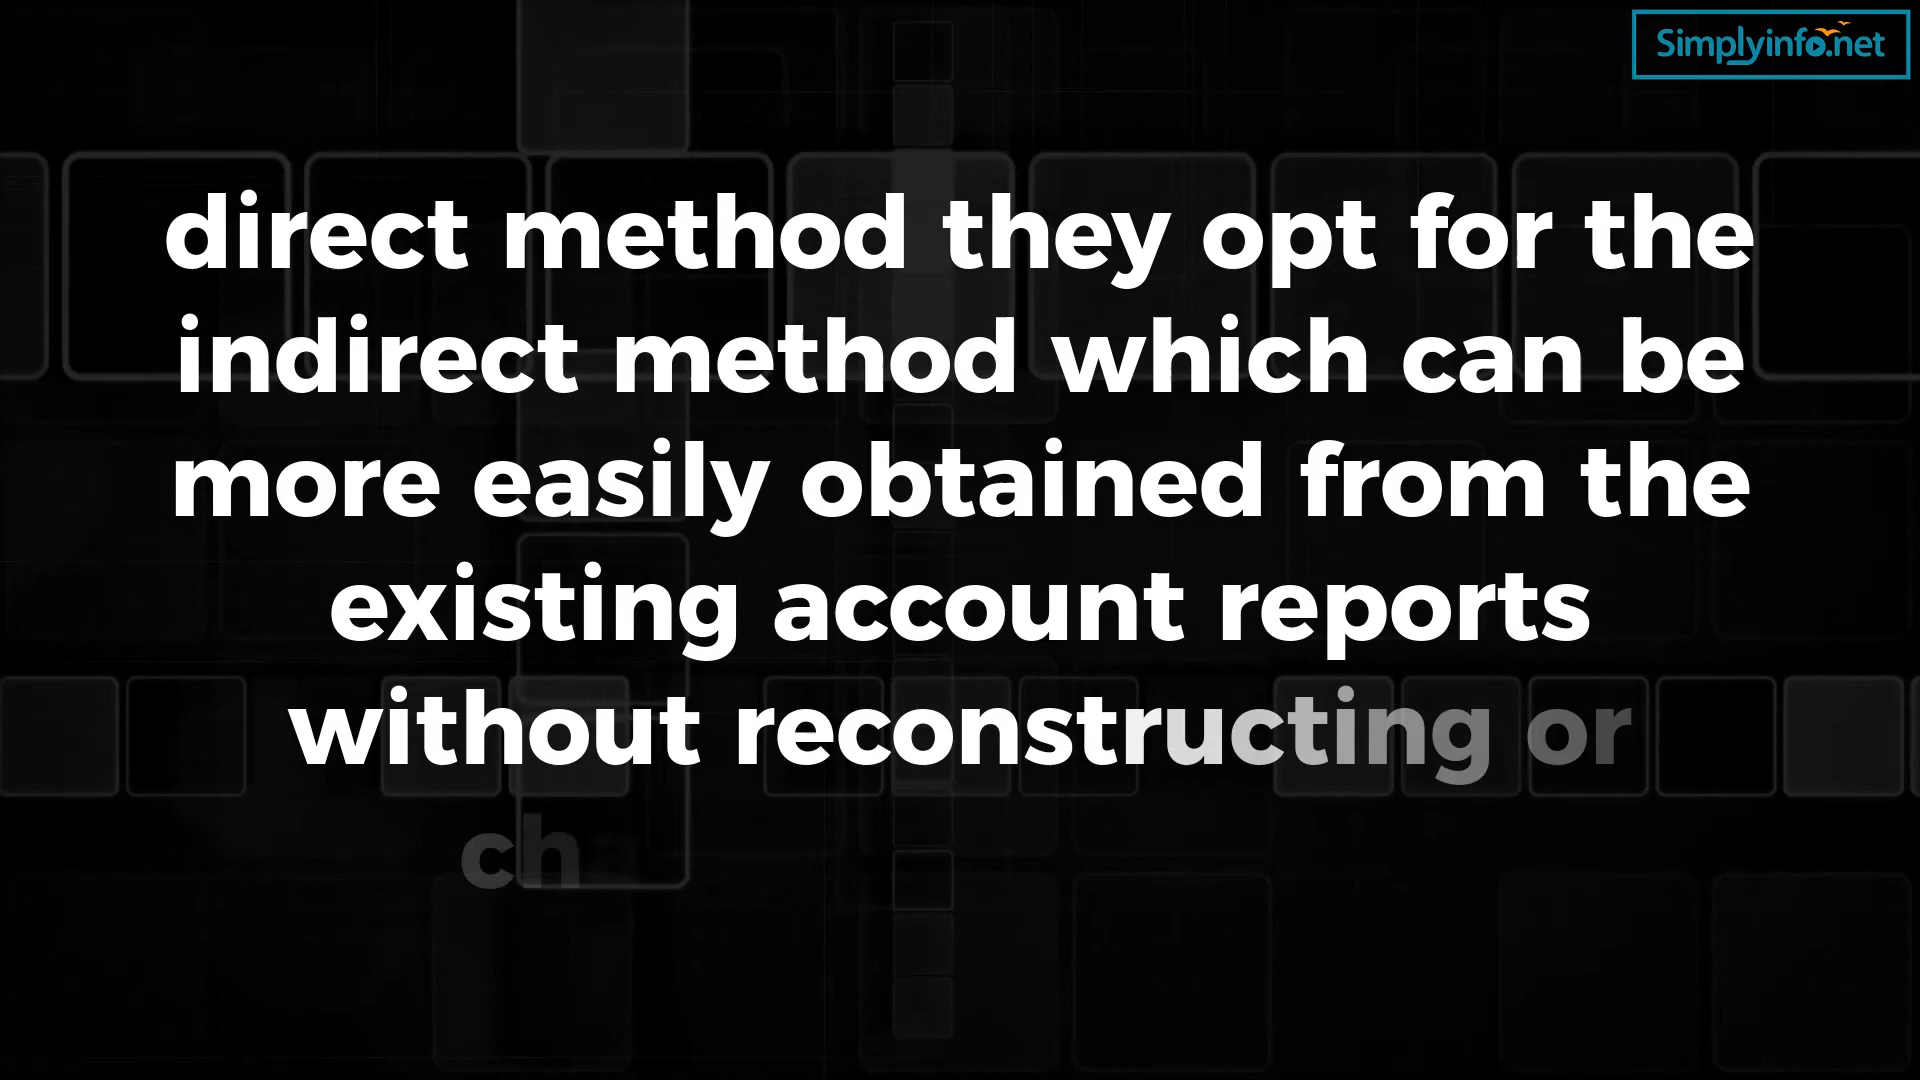 Simplyinfo.net
direct method they opt for the
indirect method which can be
more easily obtained from the
existing account reports
without reconstructing or